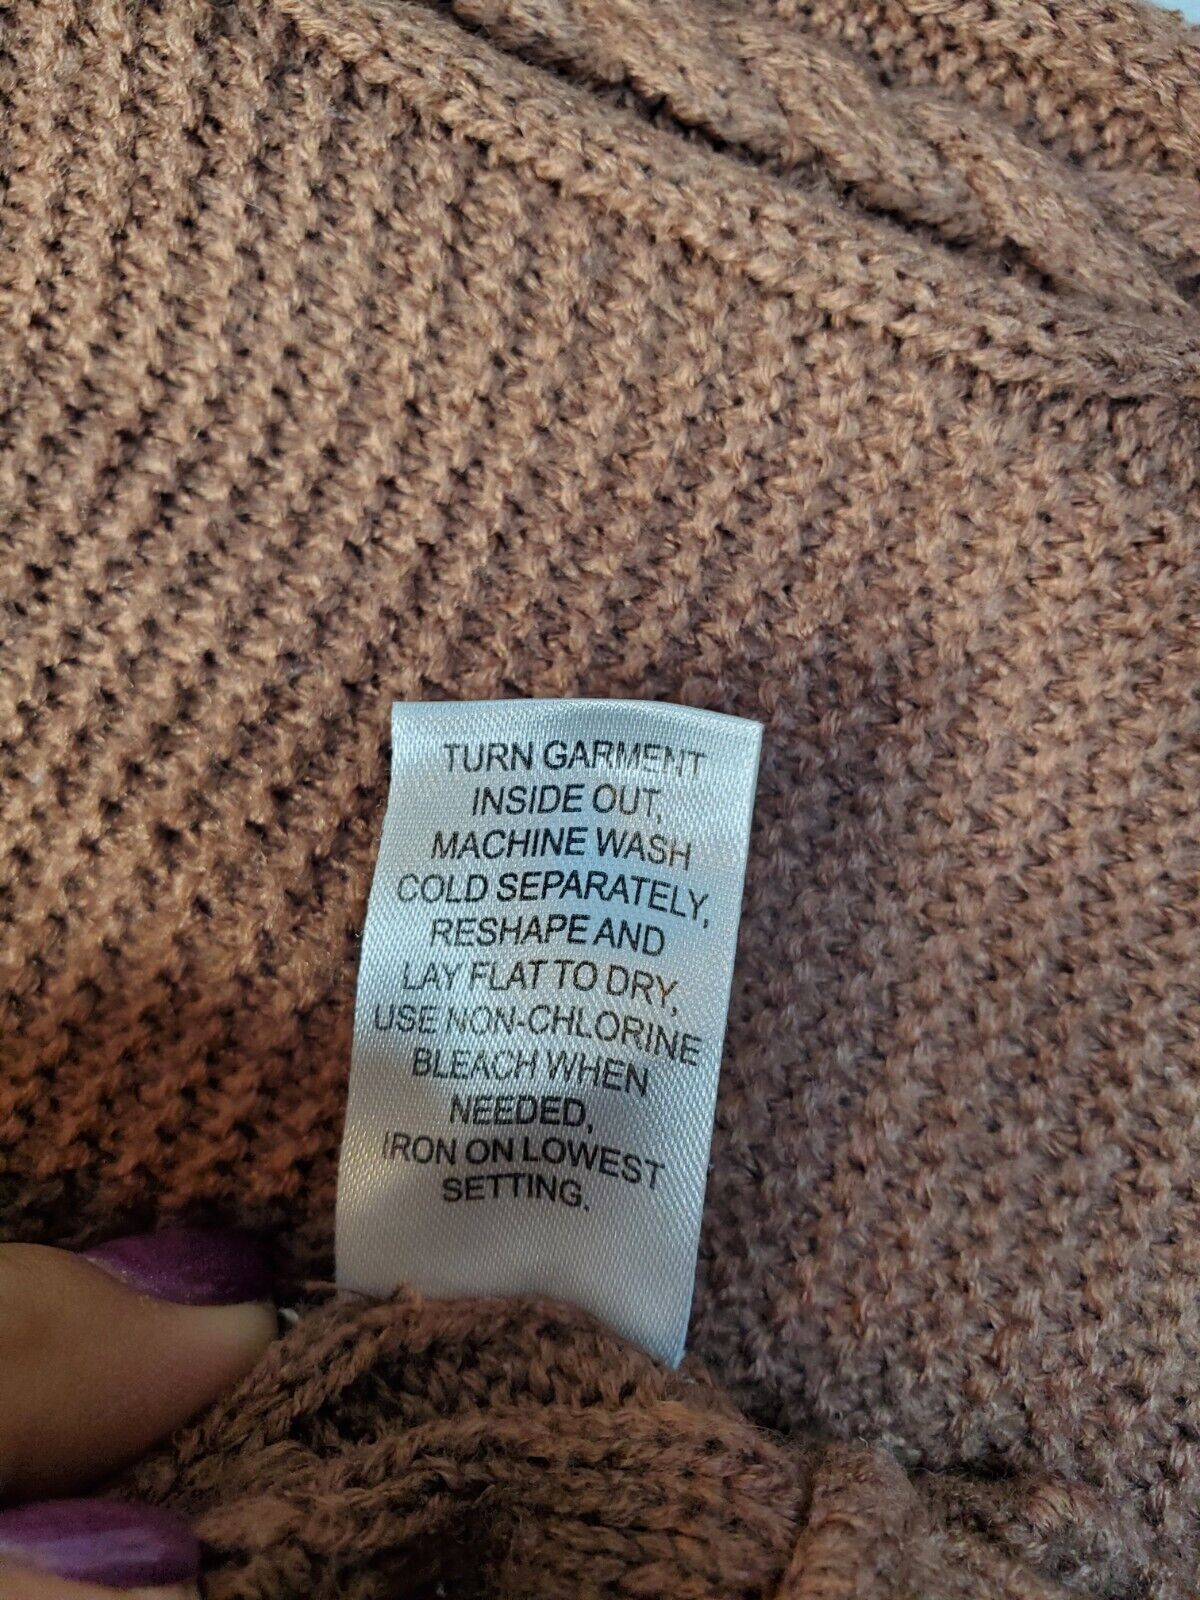 TURN GARMENT
INSIDE OUT,
MACHINE WASH
COLD SEPARATELY,
RESHAPE AND
LAY FLAT TO DRY,
USE NON-CHLORINE
BLEACH WHEN
NEEDED,
IRON ON LOWEST
SETTING.